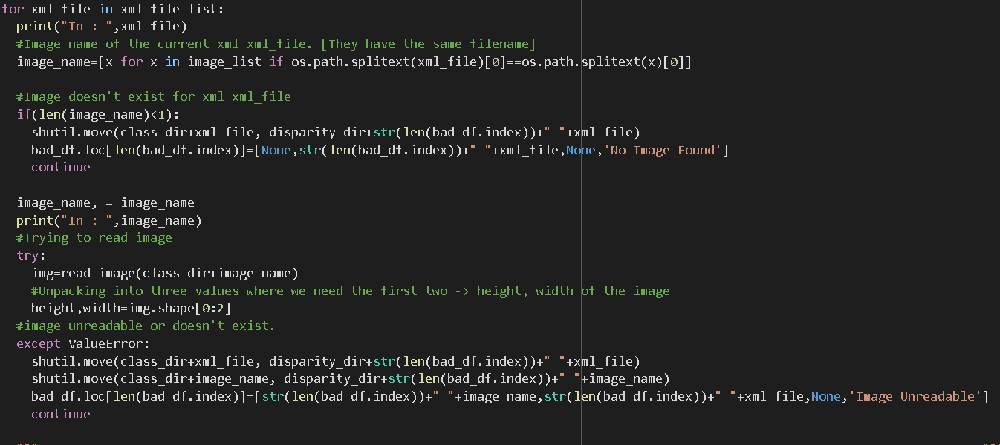 for xml_file in xml_file_list:
  print("In : ",xml_file)
  #Image name of the current xml xml_file. [They have the same filename]
  image_name=[x for x in image_list if os.path.splitext(xml_file)[0]==os.path.splitext(x)[0]]

  #Image doesn't exist for xml xml_file
  if(len(image_name)<1):
    shutil.move(class_dir+xml_file, disparity_dir+str(len(bad_df.index))+" "+xml_file)
    bad_df.loc[len(bad_df.index)]=[None,str(len(bad_df.index))+" "+xml_file,None,'No Image Found']
    continue

  image_name, = image_name
  print("In : ",image_name)
  #Trying to read image
  try:
    img=read_image(class_dir+image_name)
    #Unpacking into three values where we need the first two -> height, width of the image
    height,width=img.shape[0:2]
  #image unreadable or doesn't exist.
  except ValueError:
    shutil.move(class_dir+xml_file, disparity_dir+str(len(bad_df.index))+" "+xml_file)
    shutil.move(class_dir+image_name, disparity_dir+str(len(bad_df.index))+" "+image_name)
    bad_df.loc[len(bad_df.index)]=[str(len(bad_df.index))+" "+image_name,str(len(bad_df.index))+" "+xml_file,None,'Image Unreadable']
    continue